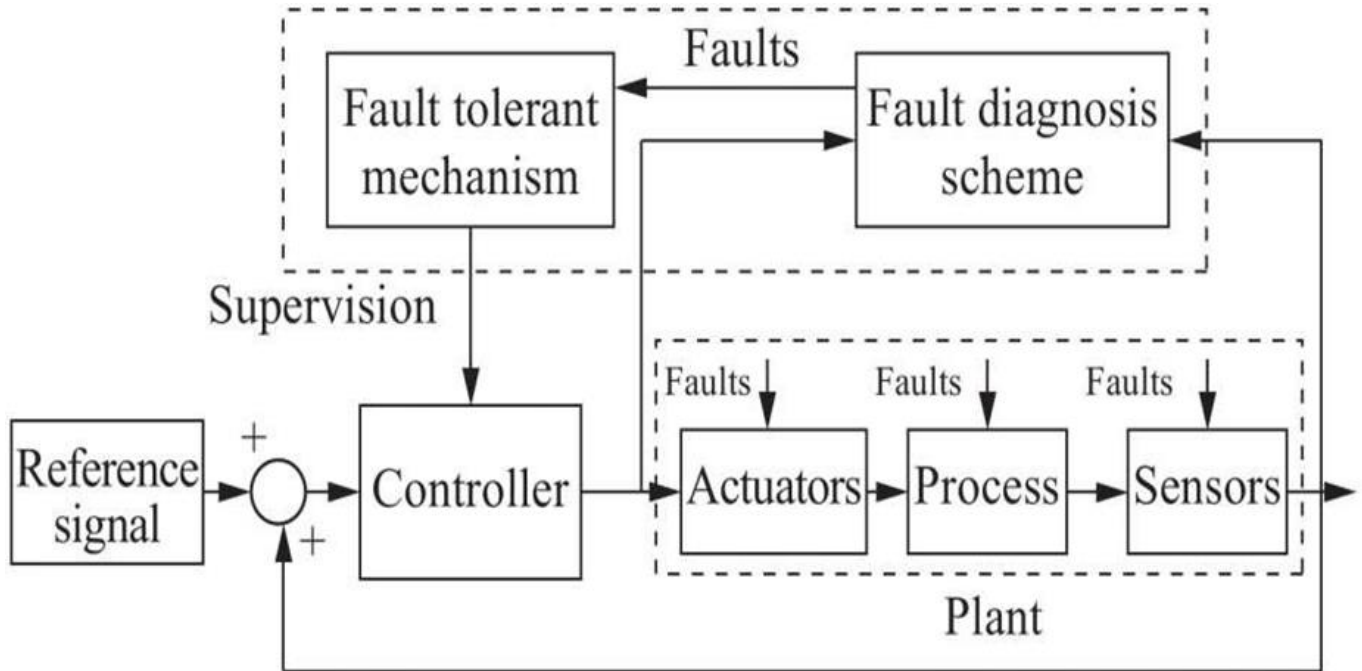 Faults
Fault tolerant
mechanism
Fault diagnosis
scheme
Supervision
Faults
Faults
Faults
Reference
signal
+
+
Controller
Actuators
Process
Sensors
Plant